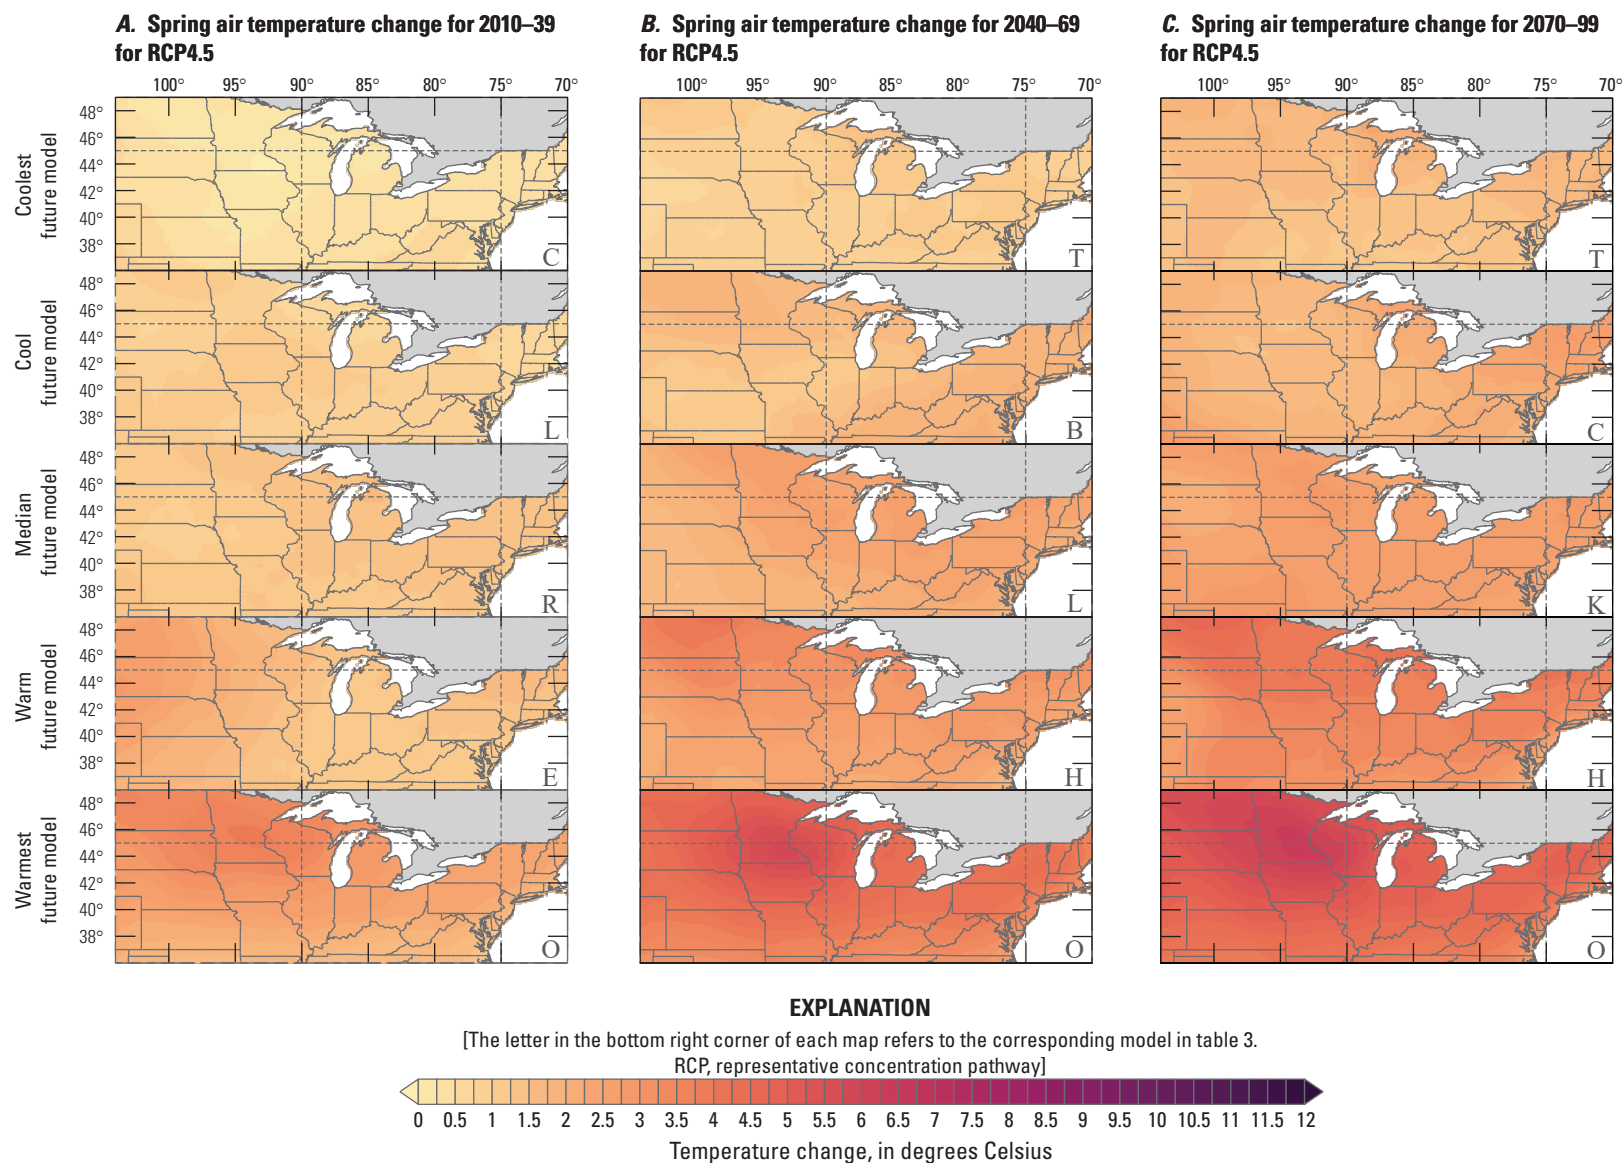 A. Spring air temperature change for 2010–39
for RCP4.5
B. Spring air temperature change for 2040–69
for RCP4.5
C. Spring air temperature change for 2070–99
for RCP4.5
100° 95° 90° 85° 80° 75° 70°
100° 95° 90° 85° 80° 75° 70°
100° 95° 90° 85° 80° 75° 70°
Coolest
future model
48°
46°
44°
42°
40°
38°
C
T
T
Cool
future model
48°
46°
44°
42°
40°
38°
L
B
C
Median
future model
48°
46°
44°
42°
40°
38°
R
L
K
Warm
future model
48°
46°
44°
42°
40°
38°
E
H
H
Warmest
future model
48°
46°
44°
42°
40°
38°
O
O
O
EXPLANATION
[The letter in the bottom right corner of each map refers to the corresponding model in table 3.
RCP, representative concentration pathway]
0 0.5 1 1.5 2 2.5 3 3.5 4 4.5 5 5.5 6 6.5 7 7.5 8 8.5 9 9.5 10 10.5 11 11.5 12
Temperature change, in degrees Celsius